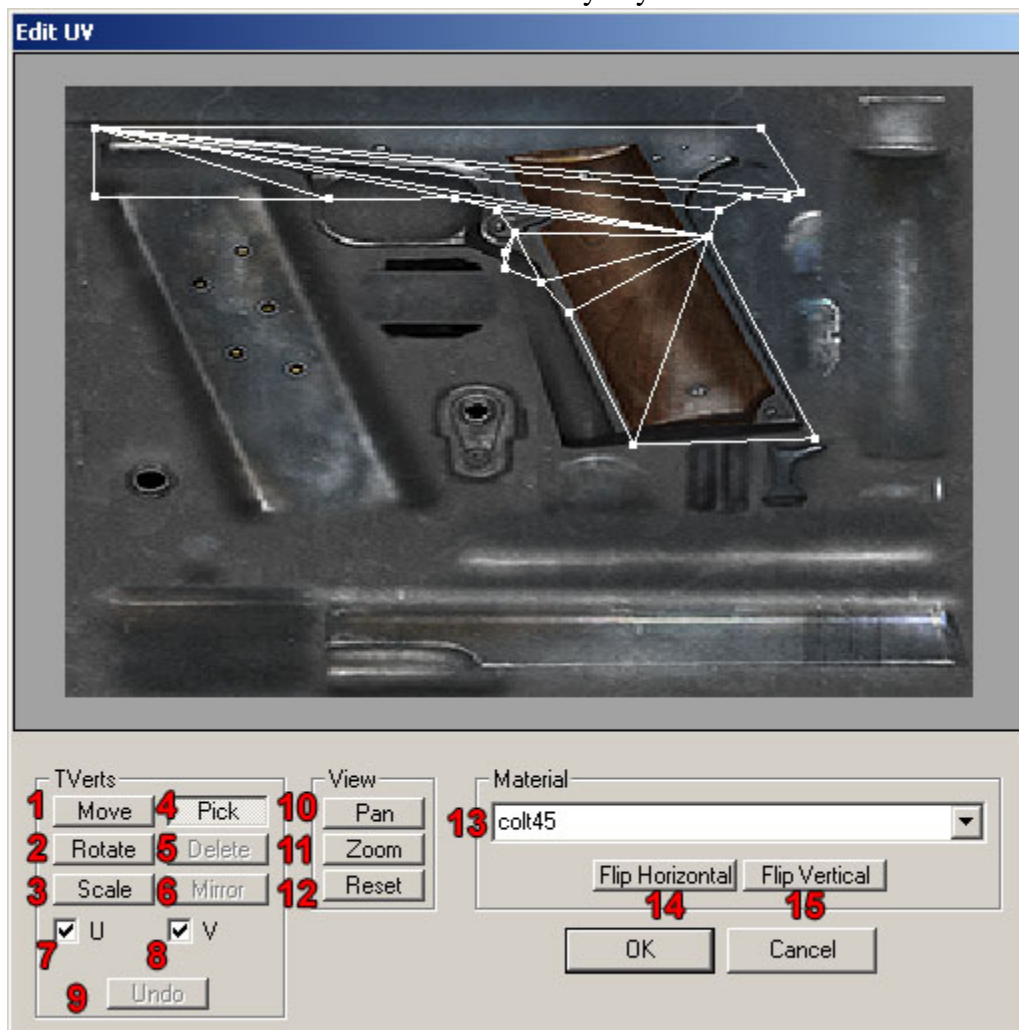 Edit UV
TVerts
View
Material
1 Move 4 Pick 10 Pan 13 colt45
2 Rotate 5 Delete 11 Zoom
3 Scale 6 Mirror 12 Reset
Flip Horizontal Flip Vertical
14 15
7 U 8 V
OK Cancel
9 Undo